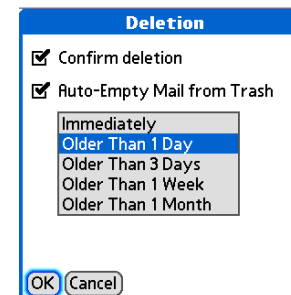 Deletion
Confirm deletion
Auto-Empty Mail from Trash
Immediately
Older Than 1 Day
Older Than 3 Days
Older Than 1 Week
Older Than 1 Month
OK Cancel